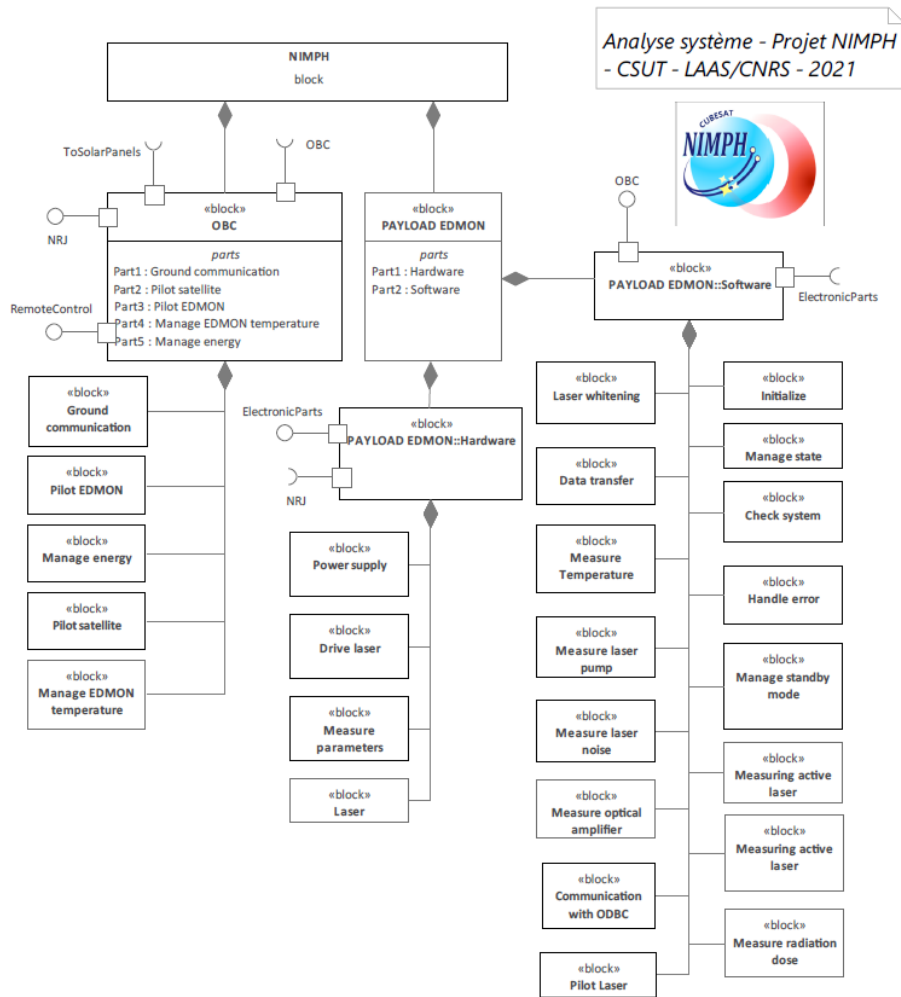 Analyse système - Projet NIMPH
- CSUT - LAAS/CNRS - 2021
CUBESAT
NIMPH
NIMPH
block
ToSolarPanels
OBC
NRJ
RemoteControl
«block»
OBC
parts
Part1 : Ground communication
Part2 : Pilot satellite
Part3 : Pilot EDMON
Part4 : Manage EDMON temperature
Part5 : Manage energy
«block»
PAYLOAD EDMON
parts
Part1 : Hardware
Part2 : Software
OBC
«block»
PAYLOAD EDMON::Software
ElectronicParts
«block»
Ground
communication
«block»
Pilot EDMON
«block»
Manage energy
«block»
Pilot satellite
«block»
Manage EDMON
temperature
ElectronicParts
NRJ
«block»
PAYLOAD EDMON::Hardware
«block»
Power supply
«block»
Drive laser
«block»
Measure
parameters
«block»
Laser
«block»
Laser whitening
«block»
Data transfer
«block»
Measure
Temperature
«block»
Measure laser
pump
«block»
Measure laser
noise
«block»
Measure optical
amplifier
«block»
Communication
with ODBC
«block»
Pilot Laser
«block»
Initialize
«block»
Manage state
«block»
Check system
«block»
Handle error
«block»
Manage standby
mode
«block»
Measuring active
laser
«block»
Measuring active
laser
«block»
Measure radiation
dose